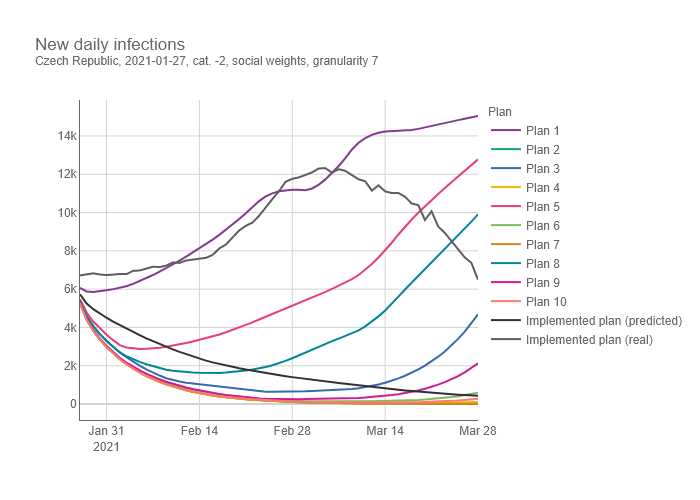 New daily infections
Czech Republic, 2021-01-27, cat. -2, social weights, granularity 7
Plan
Plan 1
Plan 2
Plan 3
Plan 4
Plan 5
Plan 6
Plan 7
Plan 8
Plan 9
Plan 10
Implemented plan (predicted)
Implemented plan (real)
14k
12k
10k
8k
6k
4k
2k
0
Jan 31 Feb 14 Feb 28 Mar 14 Mar 28
2021